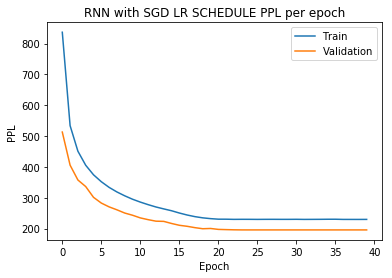 RNN with SGD LR SCHEDULE PPL per epoch
Train
Validation
PPL
800
700
600
500
400
300
200
0 5 10 15 20 25 30 35 40
Epoch